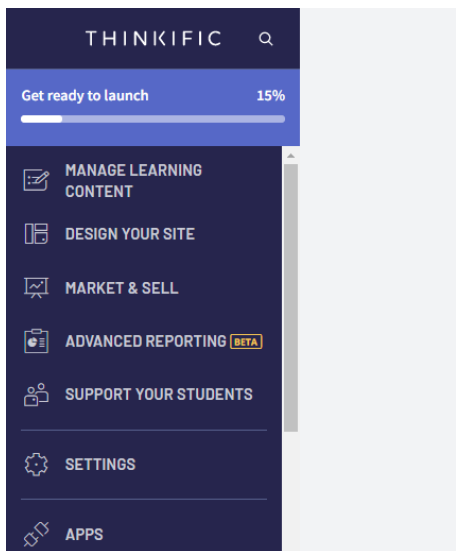 THINKIFIC
Get ready to launch 15%
MANAGE LEARNING
CONTENT
DESIGN YOUR SITE
MARKET & SELL
ADVANCED REPORTING BETA
SUPPORT YOUR STUDENTS
SETTINGS
APPS